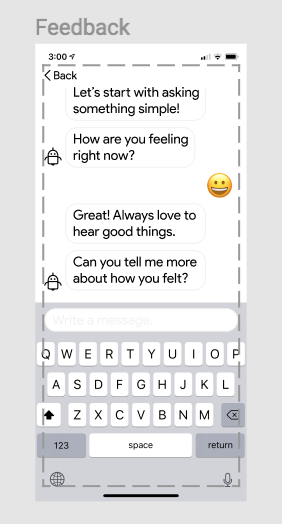 Feedback
3:00
Back
Let's start with asking
something simple!
How are you feeling
right now?
Great! Always love to
hear good things.
Can you tell me more
about how you felt?
Write a message.
Q W E R T Y U I O P
A S D F G H J K L
Z X C V B N M
123 space return